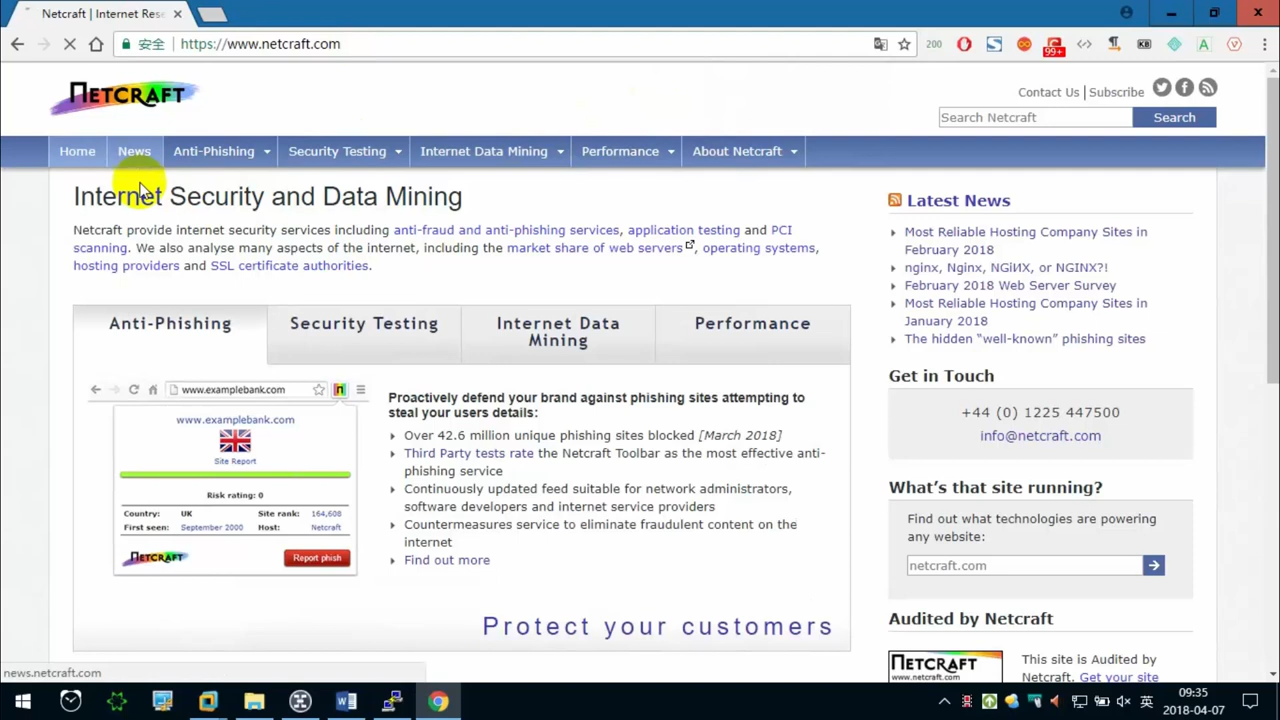 Netcraft | Internet Rese
安全 https://www.netcraft.com
200
99+
KB
A
NETCRAFT
Contact Us | Subscribe
Search Netcraft Search
Home News Anti-Phishing Security Testing Internet Data Mining Performance About Netcraft
Internet Security and Data Mining
Netcraft provide internet security services including anti-fraud and anti-phishing services, application testing and PCI
scanning. We also analyse many aspects of the internet, including the market share of web servers, operating systems,
hosting providers and SSL certificate authorities.
Anti-Phishing Security Testing Internet Data Performance
Mining
www.examplebank.com
www.examplebank.com
Site Report
Risk rating: 0
Country: UK Site rank: 164,608
First seen: September 2000 Host: Netcraft
NETCRAFT Report phish
Proactively defend your brand against phishing sites attempting to
steal your users details:
Over 42.6 million unique phishing sites blocked [March 2018]
Third Party tests rate the Netcraft Toolbar as the most effective anti-
phishing service
Continuously updated feed suitable for network administrators,
software developers and internet service providers
Countermeasures service to eliminate fraudulent content on the
internet
Find out more
Protect your customers
Latest News
Most Reliable Hosting Company Sites in
February 2018
nginx, Nginx, NGiИX, or NGINX?!
February 2018 Web Server Survey
Most Reliable Hosting Company Sites in
January 2018
The hidden “well-known” phishing sites
Get in Touch
+44 (0) 1225 447500
info@netcraft.com
What's that site running?
Find out what technologies are powering
any website:
netcraft.com
Audited by Netcraft
NETCRAFT
www.netcraft.com
This site is Audited by
Netcraft. Get your site
news.netcraft.com
英
09:35
2018-04-07